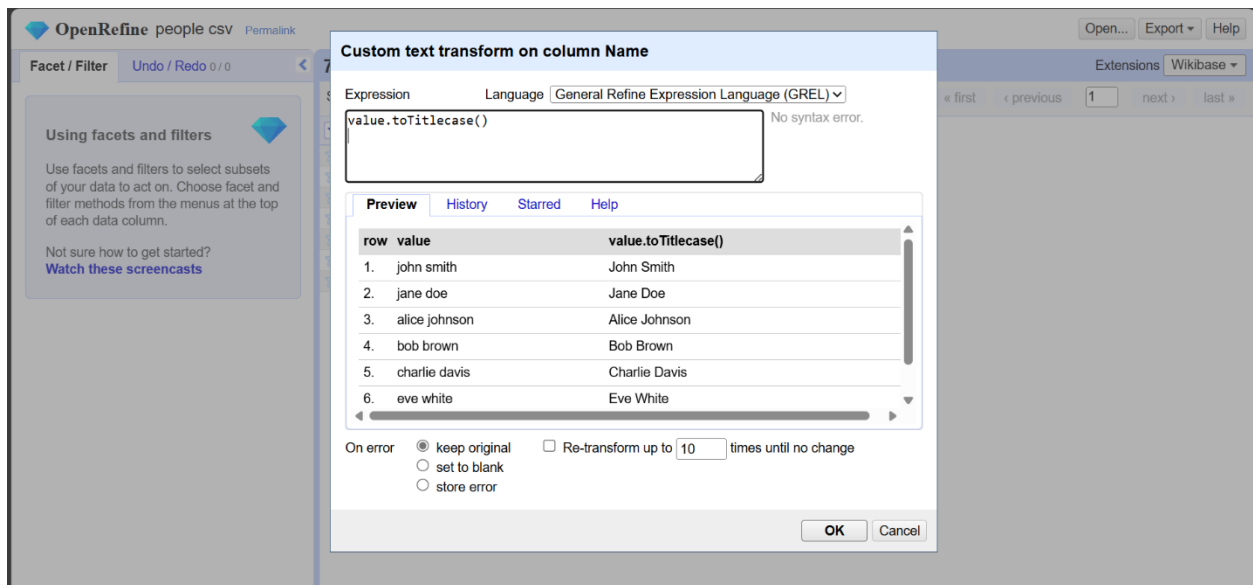 OpenRefine people csv Permalink
Open... Export Help
Facet / Filter Undo / Redo 0 / 0
7
Extensions Wikibase
« first ‹ previous 1 next › last »
Using facets and filters
Use facets and filters to select subsets
of your data to act on. Choose facet and
filter methods from the menus at the top
of each data column.
Not sure how to get started?
Watch these screencasts
Custom text transform on column Name
Expression Language General Refine Expression Language (GREL)
value.toTitlecase()
No syntax error.
Preview History Starred Help
row value value.toTitlecase()
1. john smith John Smith
2. jane doe Jane Doe
3. alice johnson Alice Johnson
4. bob brown Bob Brown
5. charlie davis Charlie Davis
6. eve white Eve White
On error keep original Re-transform up to 10 times until no change
set to blank
store error
OK Cancel